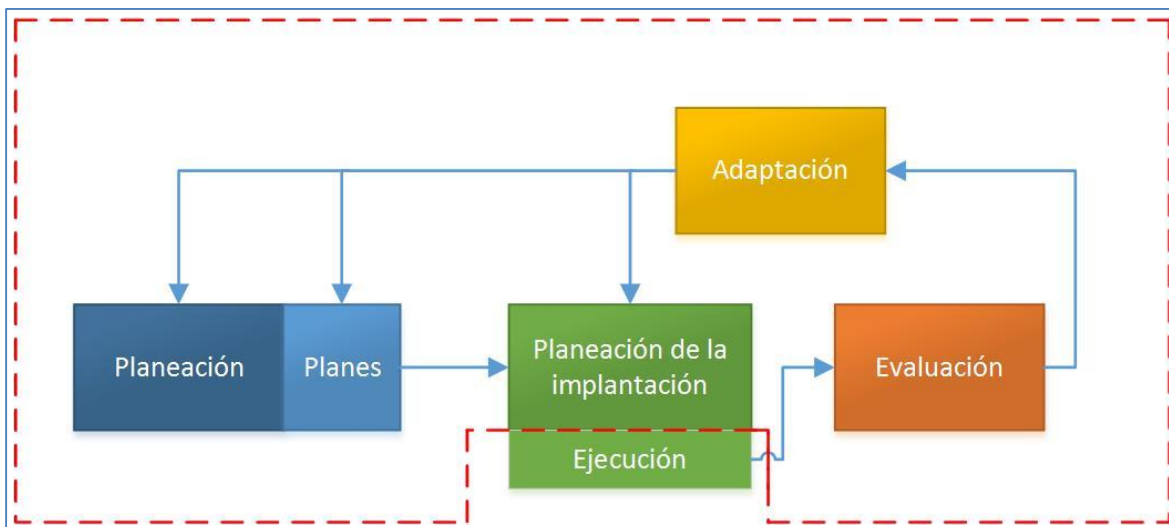 Adaptación
Planeación
Planes
Planeación de la
implantación
Evaluación
Ejecución